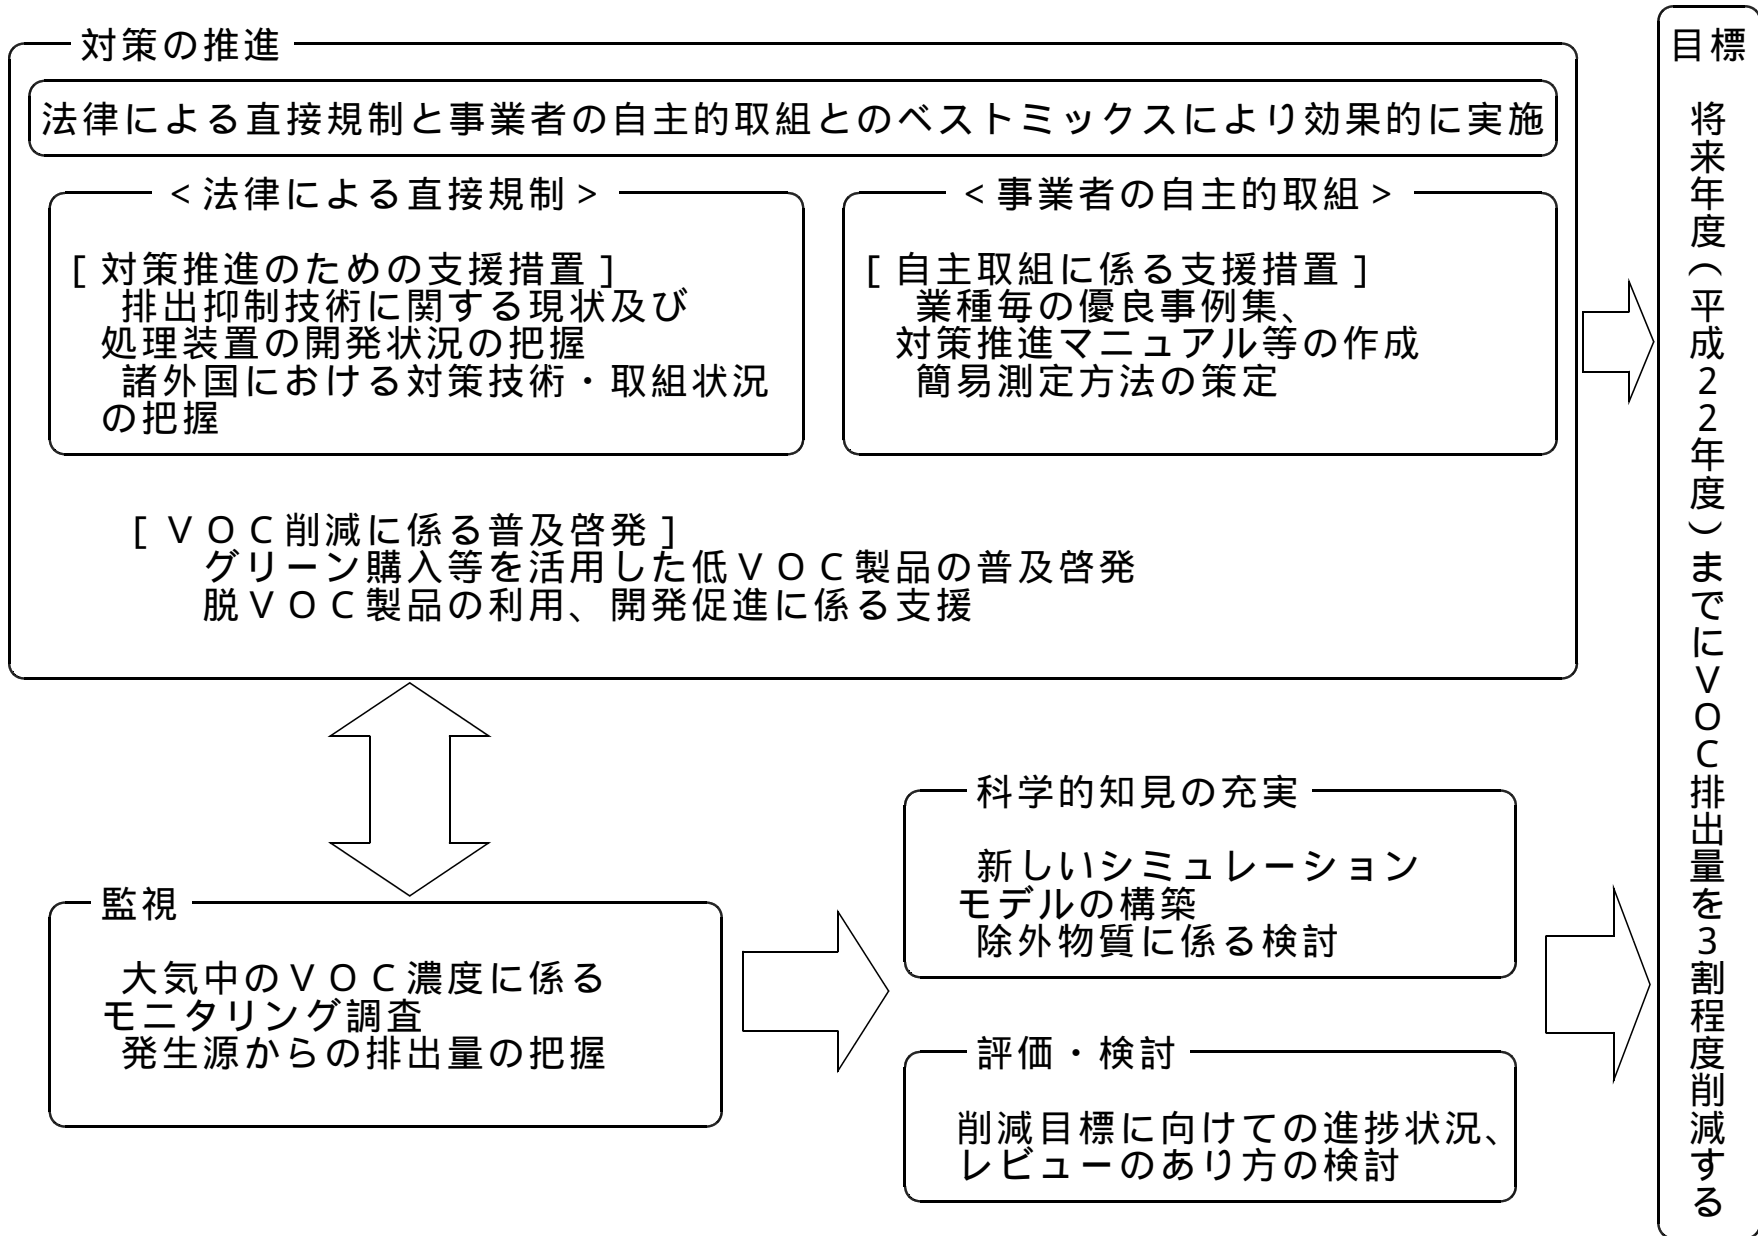 対策の推進
法律による直接規制と事業者の自主的取組とのベストミックスにより効果的に実施
<法律による直接規制>
[対策推進のための支援措置]
排出抑制技術に関する現状及び
処理装置の開発状況の把握
諸外国における対策技術・取組状況
の把握
<事業者の自主的取組>
[自主取組に係る支援措置]
業種毎の優良事例集、
対策推進マニュアル等の作成
簡易測定方法の策定
[ＶＯＣ削減に係る普及啓発]
グリーン購入等を活用した低ＶＯＣ製品の普及啓発
脱ＶＯＣ製品の利用、開発促進に係る支援
監視
大気中のＶＯＣ濃度に係る
モニタリング調査
発生源からの排出量の把握
科学的知見の充実
新しいシミュレーション
モデルの構築
除外物質に係る検討
評価・検討
削減目標に向けての進捗状況、
レビューのあり方の検討
目標
将来年度（平成２２年度）までにＶＯＣ排出量を３割程度削減する